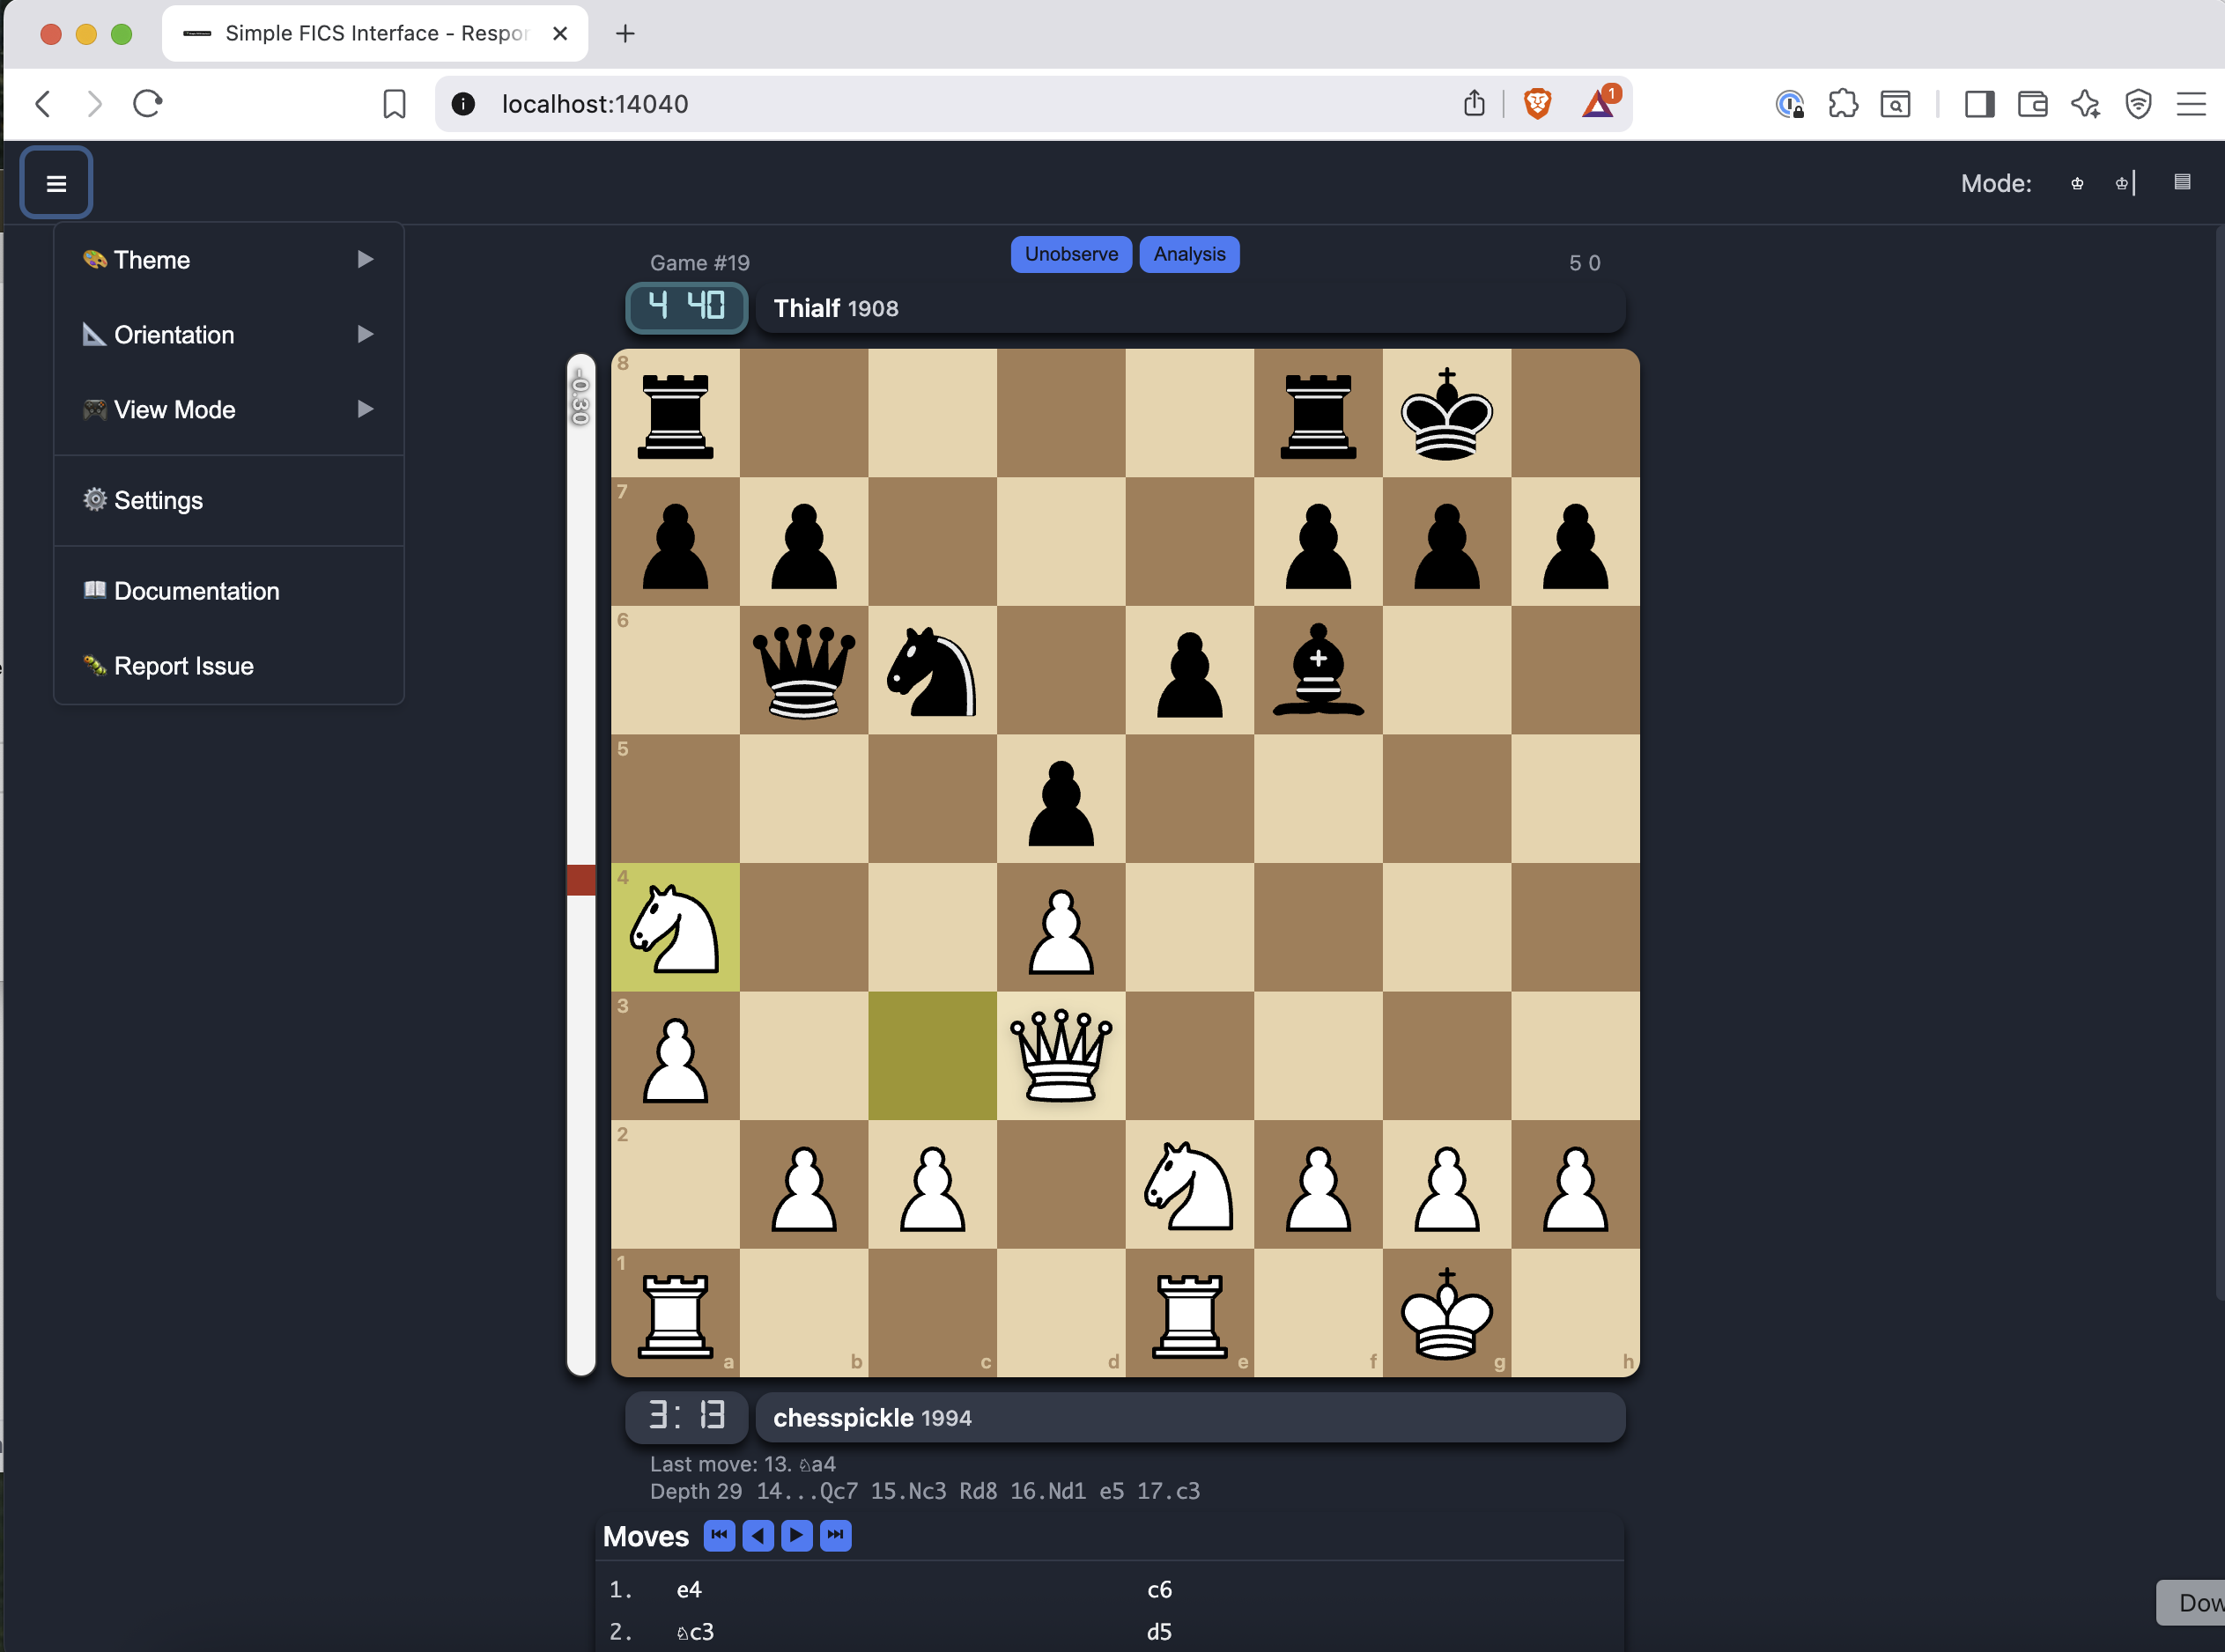 Simple FICS Interface - Respo
localhost:14040
1
Mode:
Theme
Orientation
View Mode
Settings
Documentation
Report Issue
Game #19
Unobserve
Analysis
5 0
4 40
Thialf 1908
-0.30
8
7
6
5
4
3
2
1
a b c d e f g h
3:13
chesspickle 1994
Last move: 13. ♘a4
Depth 29 14...Qc7 15.Nc3 Rd8 16.Nd1 e5 17.c3
Moves
1. e4 c6
2. ♘c3 d5
Dow